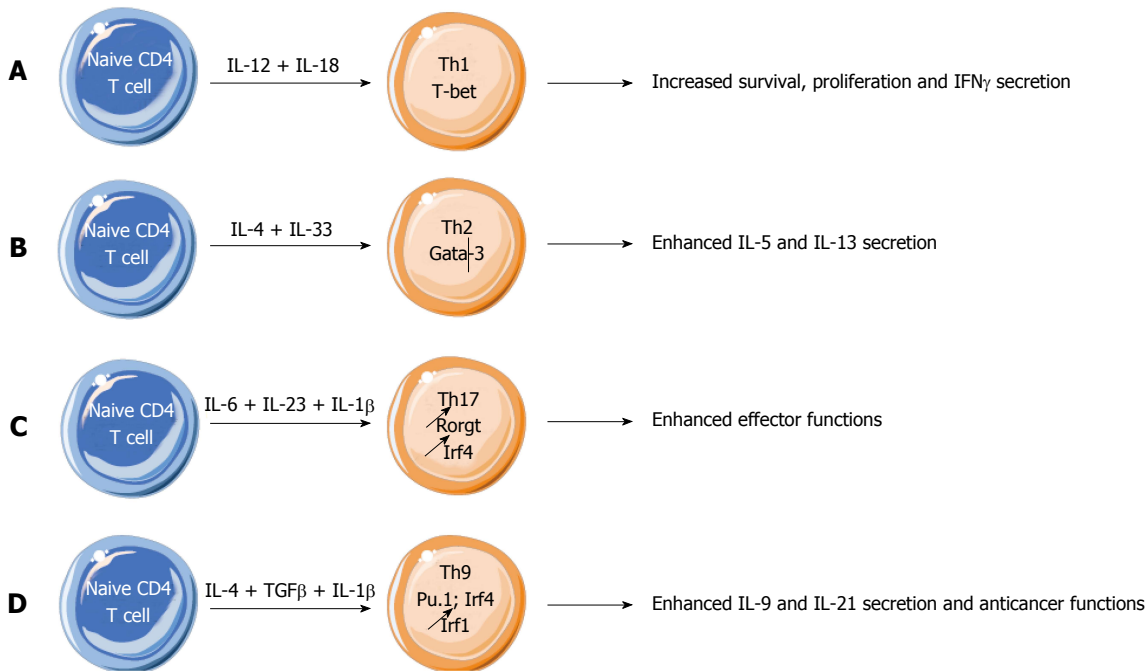 A
Naive CD4
T cell
IL-12 + IL-18
Th1
T-bet
Increased survival, proliferation and IFNγ secretion
B
Naive CD4
T cell
IL-4 + IL-33
Th2
Gata-3
Enhanced IL-5 and IL-13 secretion
C
Naive CD4
T cell
IL-6 + IL-23 + IL-1β
Th17
Rorgt
Irf4
Enhanced effector functions
D
Naive CD4
T cell
IL-4 + TGFβ + IL-1β
Th9
Pu.1; Irf4
Irf1
Enhanced IL-9 and IL-21 secretion and anticancer functions